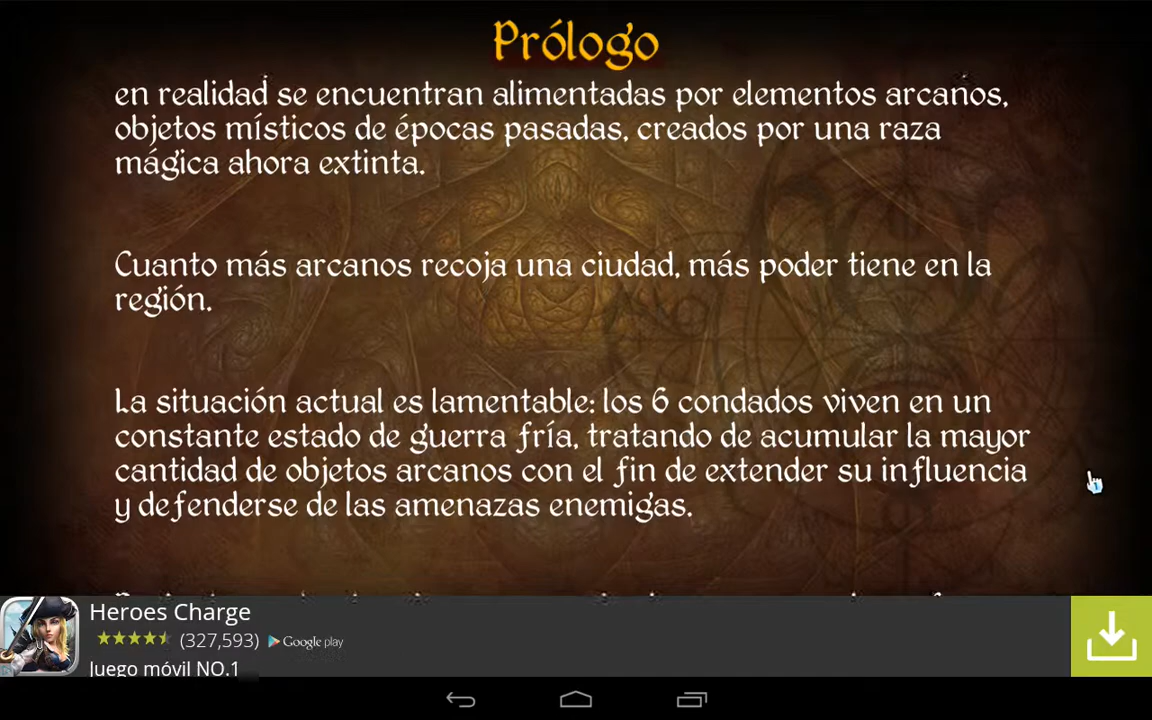 Prólogo
en realidad se encuentran alimentadas por elementos arcanos,
objetos místicos de épocas pasadas, creados por una raza
mágica ahora extinta.
Cuanto más arcanos recoja una ciudad, más poder tiene en la
región.
La situación actual es lamentable: los 6 condados viven en un
constante estado de guerra fría, tratando de acumular la mayor
cantidad de objetos arcanos con el fin de extender su influencia
y defenderse de las amenazas enemigas.
Heroes Charge
(327,593) Google play
Juego móvil NO.1